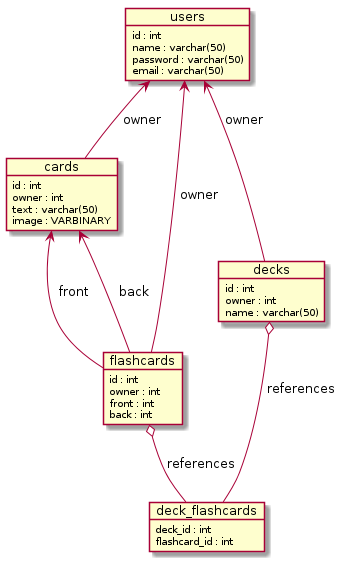 users
id : int
name : varchar(50)
password : varchar(50)
email : varchar(50)
owner
owner
owner
cards
id : int
owner : int
text : varchar(50)
image : VARBINARY
decks
id : int
owner : int
name : varchar(50)
front
back
flashcards
id : int
owner : int
front : int
back : int
references
references
deck_flashcards
deck_id : int
flashcard_id : int